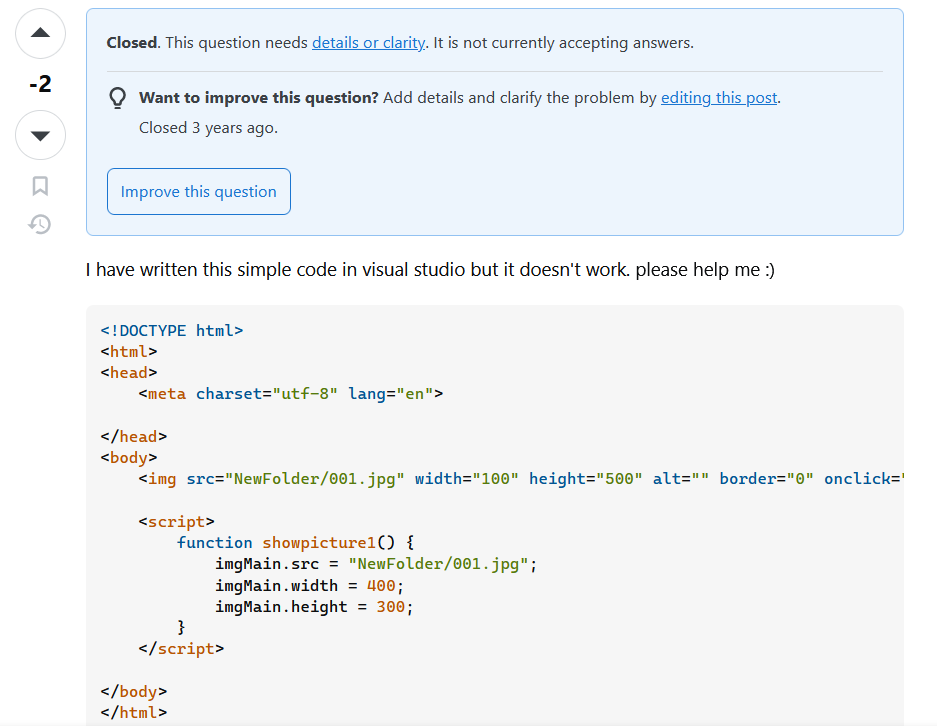 Closed. This question needs details or clarity. It is not currently accepting answers.
-2
Want to improve this question? Add details and clarify the problem by editing this post.
Closed 3 years ago.
Improve this question
I have written this simple code in visual studio but it doesn't work. please help me :)
<!DOCTYPE html>
<html>
<head>
    <meta charset="utf-8" lang="en">
</head>
<body>
    <img src="NewFolder/001.jpg" width="100" height="500" alt="" border="0" onclick="
    <script>
        function showpicture1() {
            imgMain.src = "NewFolder/001.jpg";
            imgMain.width = 400;
            imgMain.height = 300;
        }
    </script>
</body>
</html>